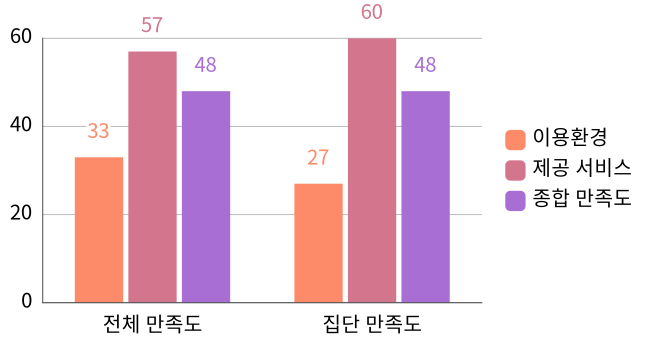 57
60
60
48
48
40
33
27
20
0
전체 만족도
집단 만족도
이용환경
제공 서비스
종합 만족도